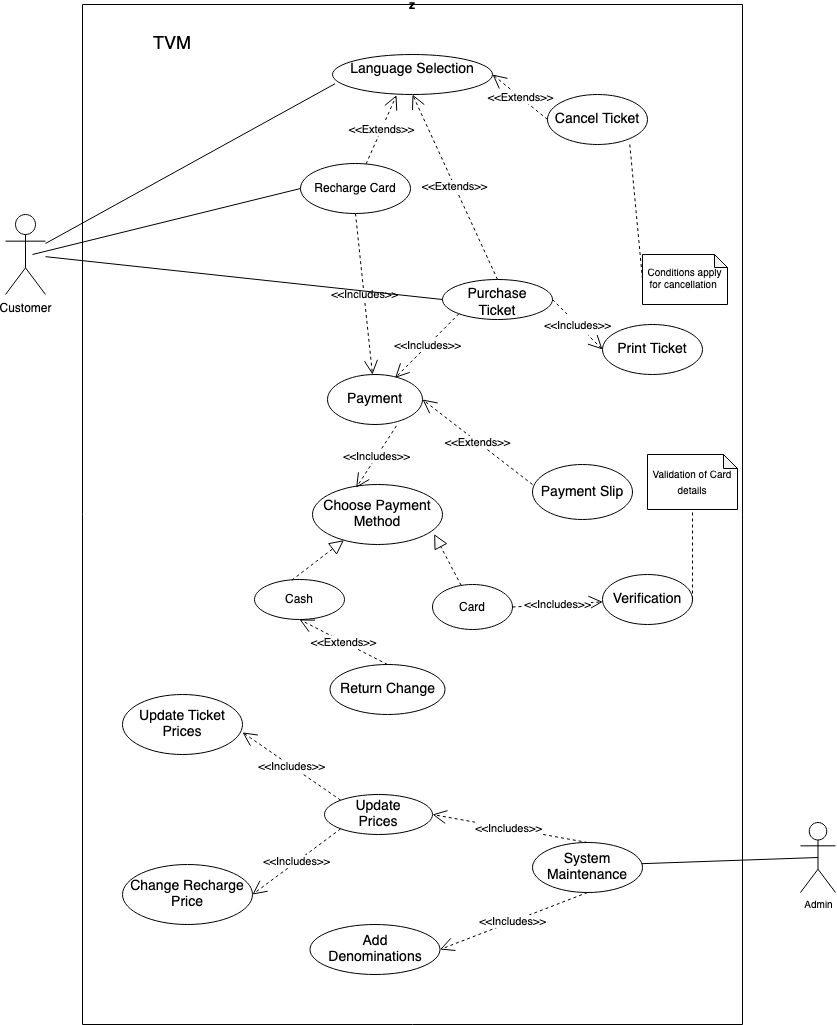 z
TVM
Language Selection
<<Extends>>
Cancel Ticket
<<Extends>>
Recharge Card
<<Extends>>
Conditions apply
for cancellation
Customer
<<Includes>>
Purchase
Ticket
<<Includes>>
<<Includes>>
Print Ticket
Payment
<<Includes>>
<<Extends>>
Validation of Card
details
Payment Slip
Choose Payment
Method
Cash
Card
<<Includes>>
Verification
<<Extends>>
Return Change
Update Ticket
Prices
<<Includes>>
Update
Prices
<<Includes>>
<<Includes>>
System
Maintenance
Change Recharge
Price
Admin
<<Includes>>
Add
Denominations